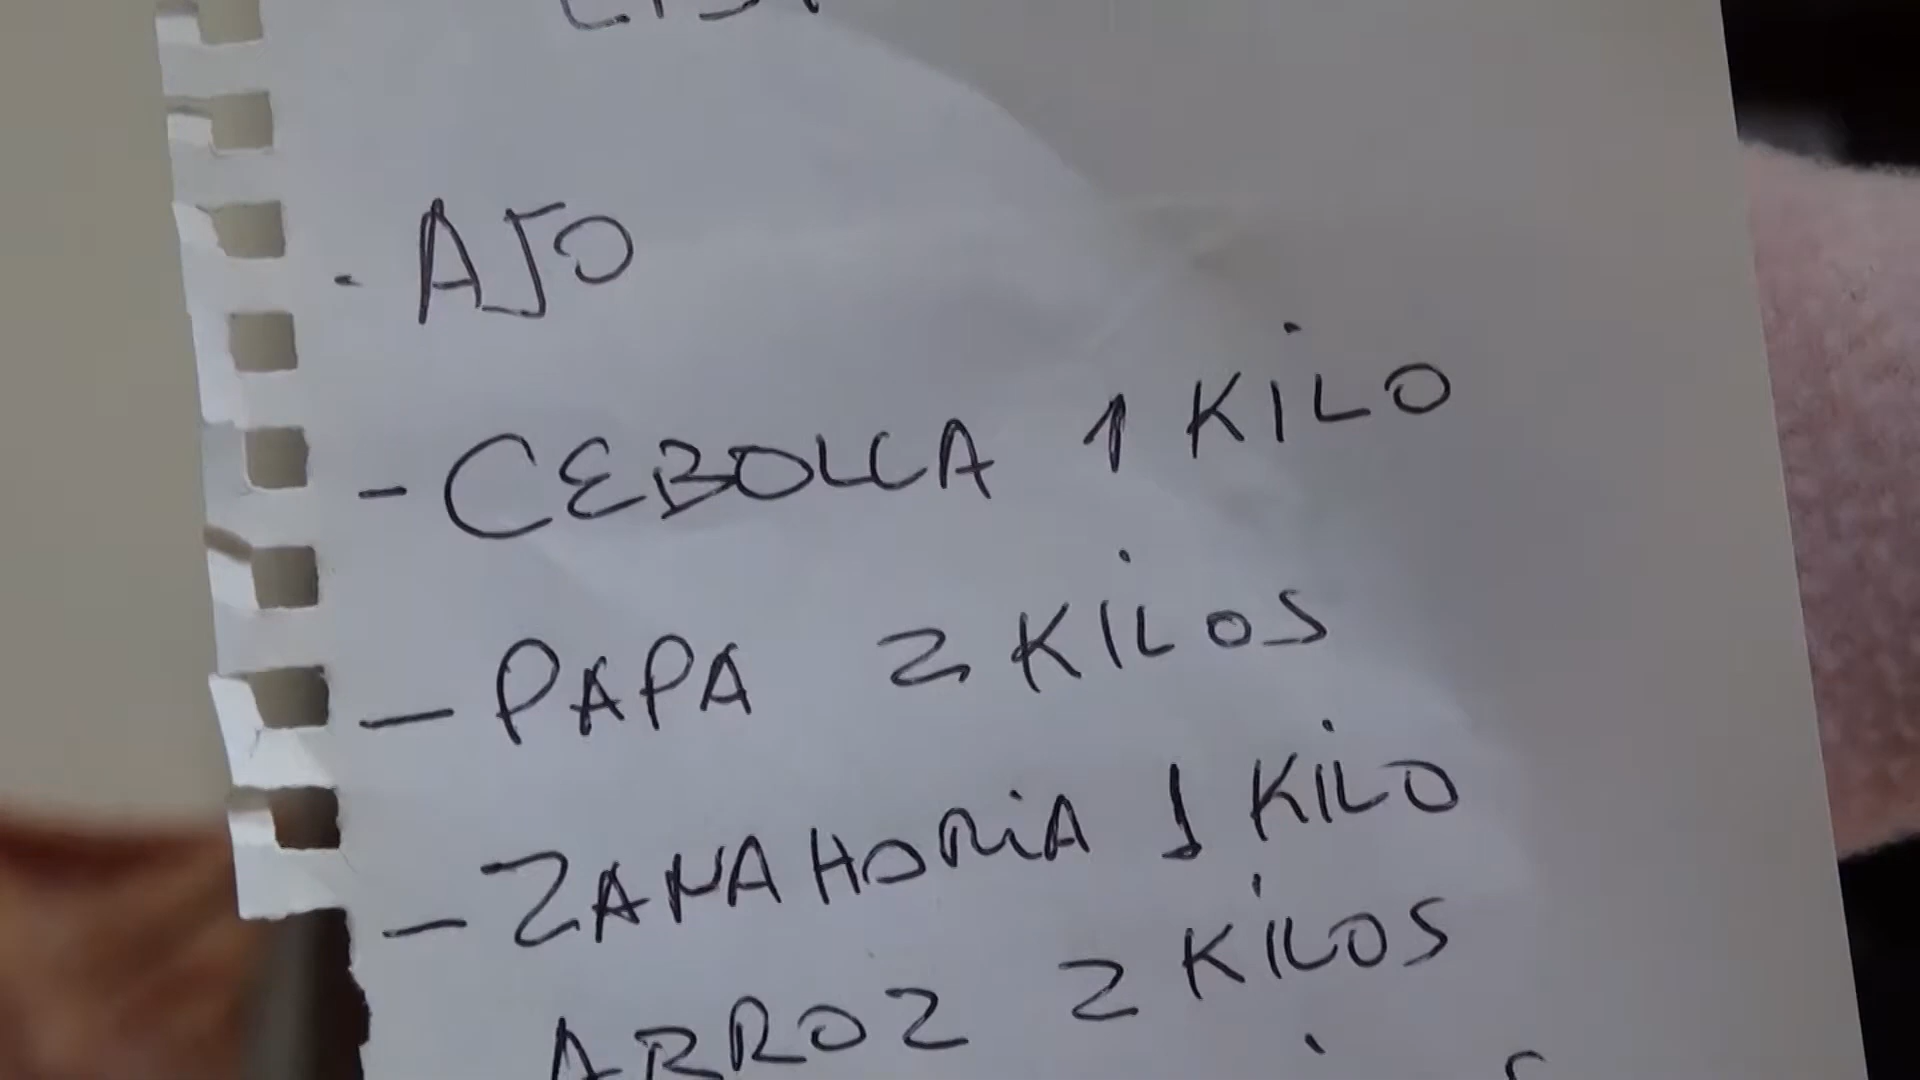 · AJO
- CEBOLLA 1 KILO
- PAPA 2 KILOS
- ZANAHORIA 1 KILO
ARROZ 2 KILOS